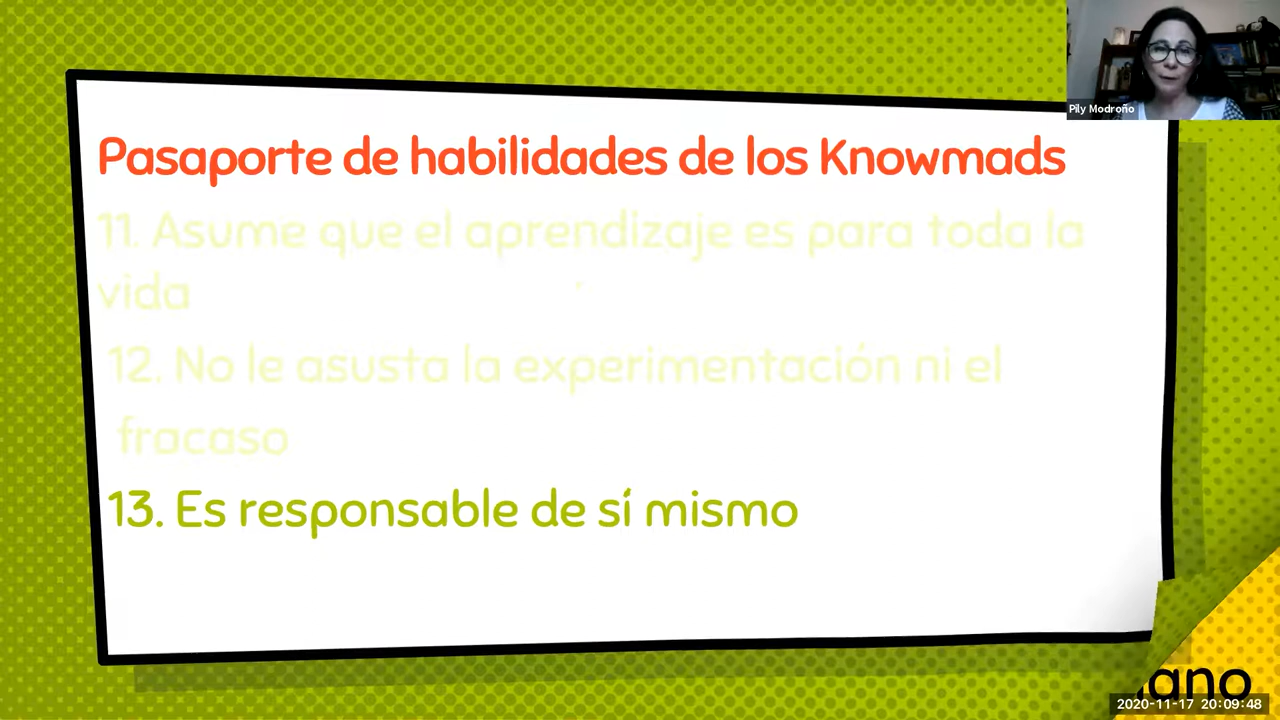 Pily Modroño
Pasaporte de habilidades de los Knowmads
11. Asume que el aprendizaje es para toda la
vida
12. No le asusta la experimentación ni el
fracaso
13. Es responsable de sí mismo
2020-11-17 20:09:48